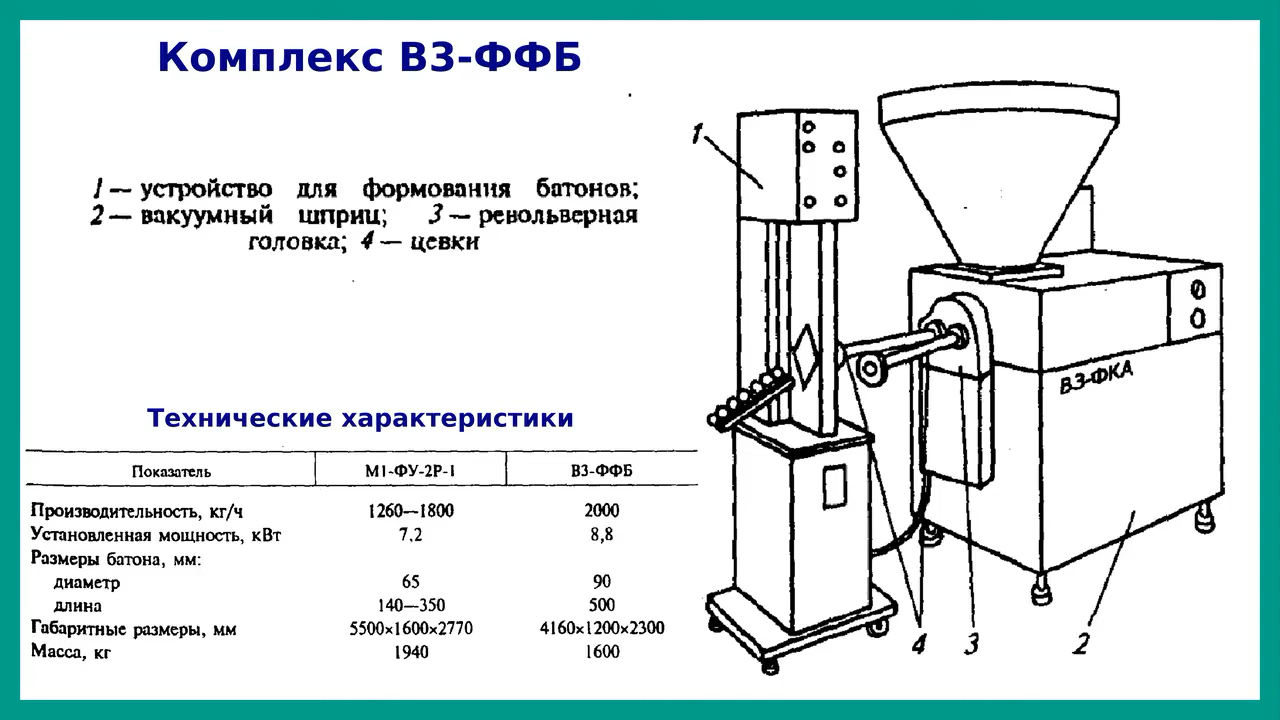 Комплекс ВЗ-ФФБ
1 — устройство для формования батонов;
2 — вакуумный шприц; 3 — револьверная
головка; 4 — цевки
1
ВЗ-ФКА
4 3 2
Технические характеристики
Показатель М1-ФУ-2Р-1 ВЗ-ФФБ
Производительность, кг/ч 1260—1800 2000
Установленная мощность, кВт 7,2 8,8
Размеры батона, мм:
диаметр 65 90
длина 140—350 500
Габаритные размеры, мм 5500×1600×2770 4160×1200×2300
Масса, кг 1940 1600